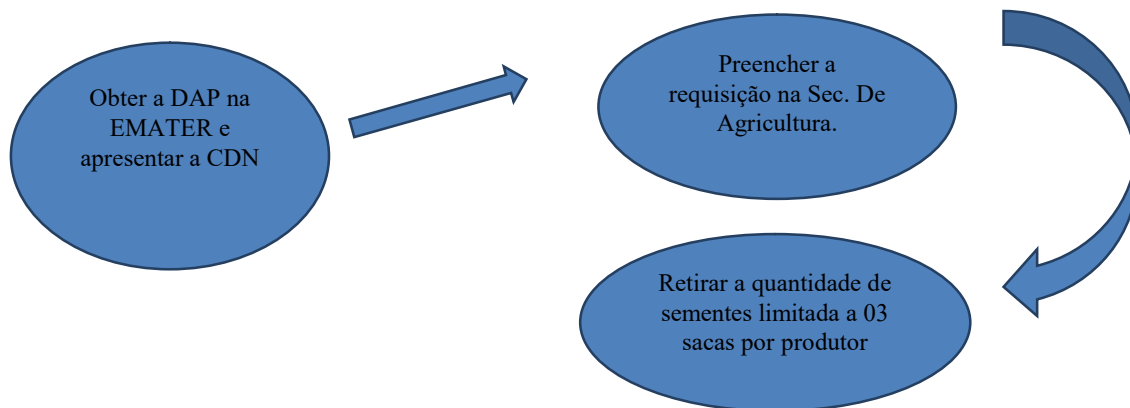 Obter a DAP na
EMATER e
apresentar a CDN
Preencher a
requisição na Sec. De
Agricultura.
Retirar a quantidade de
sementes limitada a 03
sacas por produtor